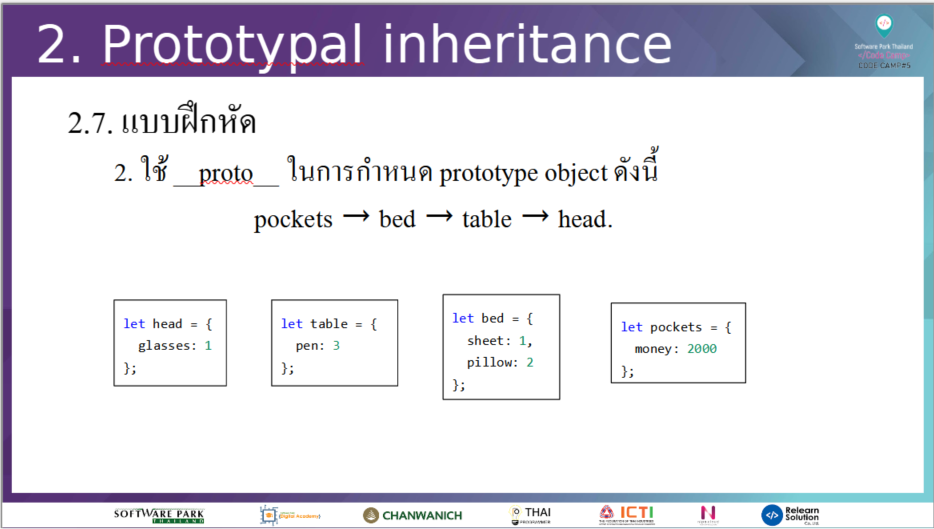 2. Prototypal inheritance
Software Park Thailand
CODE CAMP#5
2.7. แบบฝึกหัด
2. ใช้ __proto__ ในการกำหนด prototype object ดังนี้
pockets → bed → table → head.
let head = {
glasses: 1
};
let table = {
pen: 3
};
let bed = {
sheet: 1,
pillow: 2
};
let pockets = {
money: 2000
};
SOFTWARE PARK
THAILAND
Digital Academy
CHANWANICH
THAI
PROGRAMMER
ICTI
Relearn
Solution
Co.,Ltd.